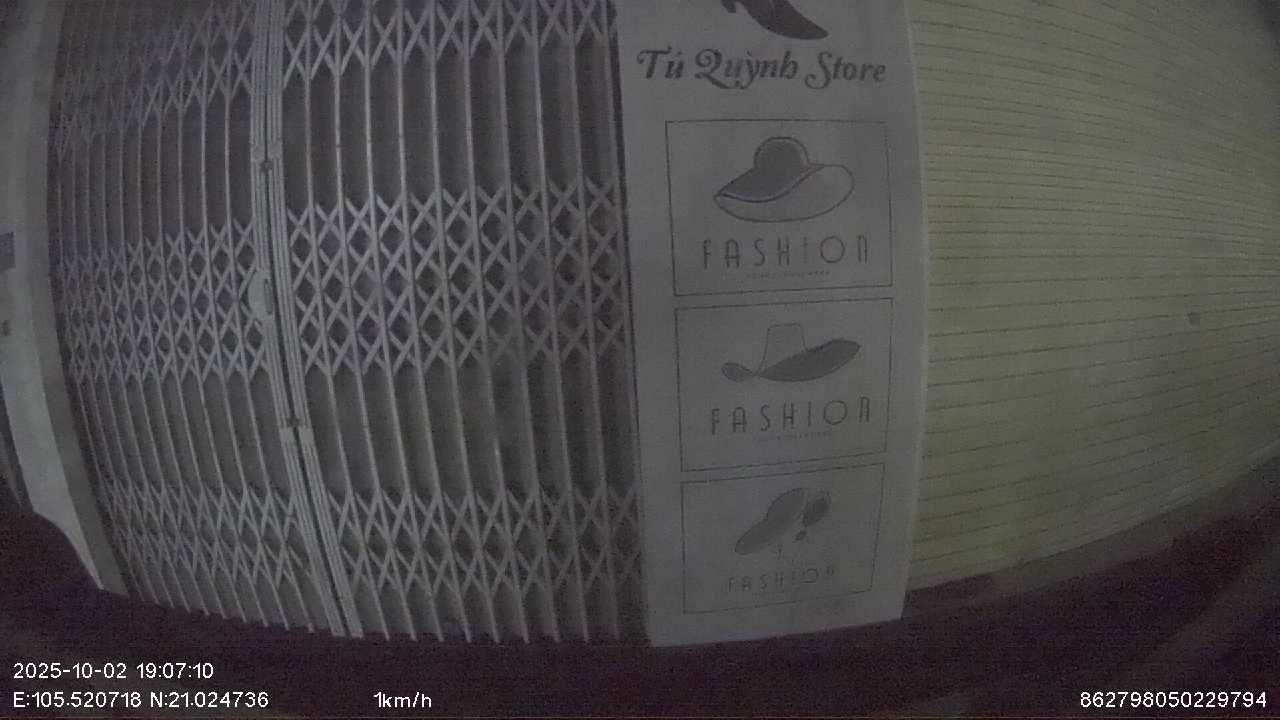 Tú Quỳnh Store
FASHION
FASHION
FASHION
2025-10-02 19:07:10
E:105.520718 N:21.024736 1km/h 862798050229794